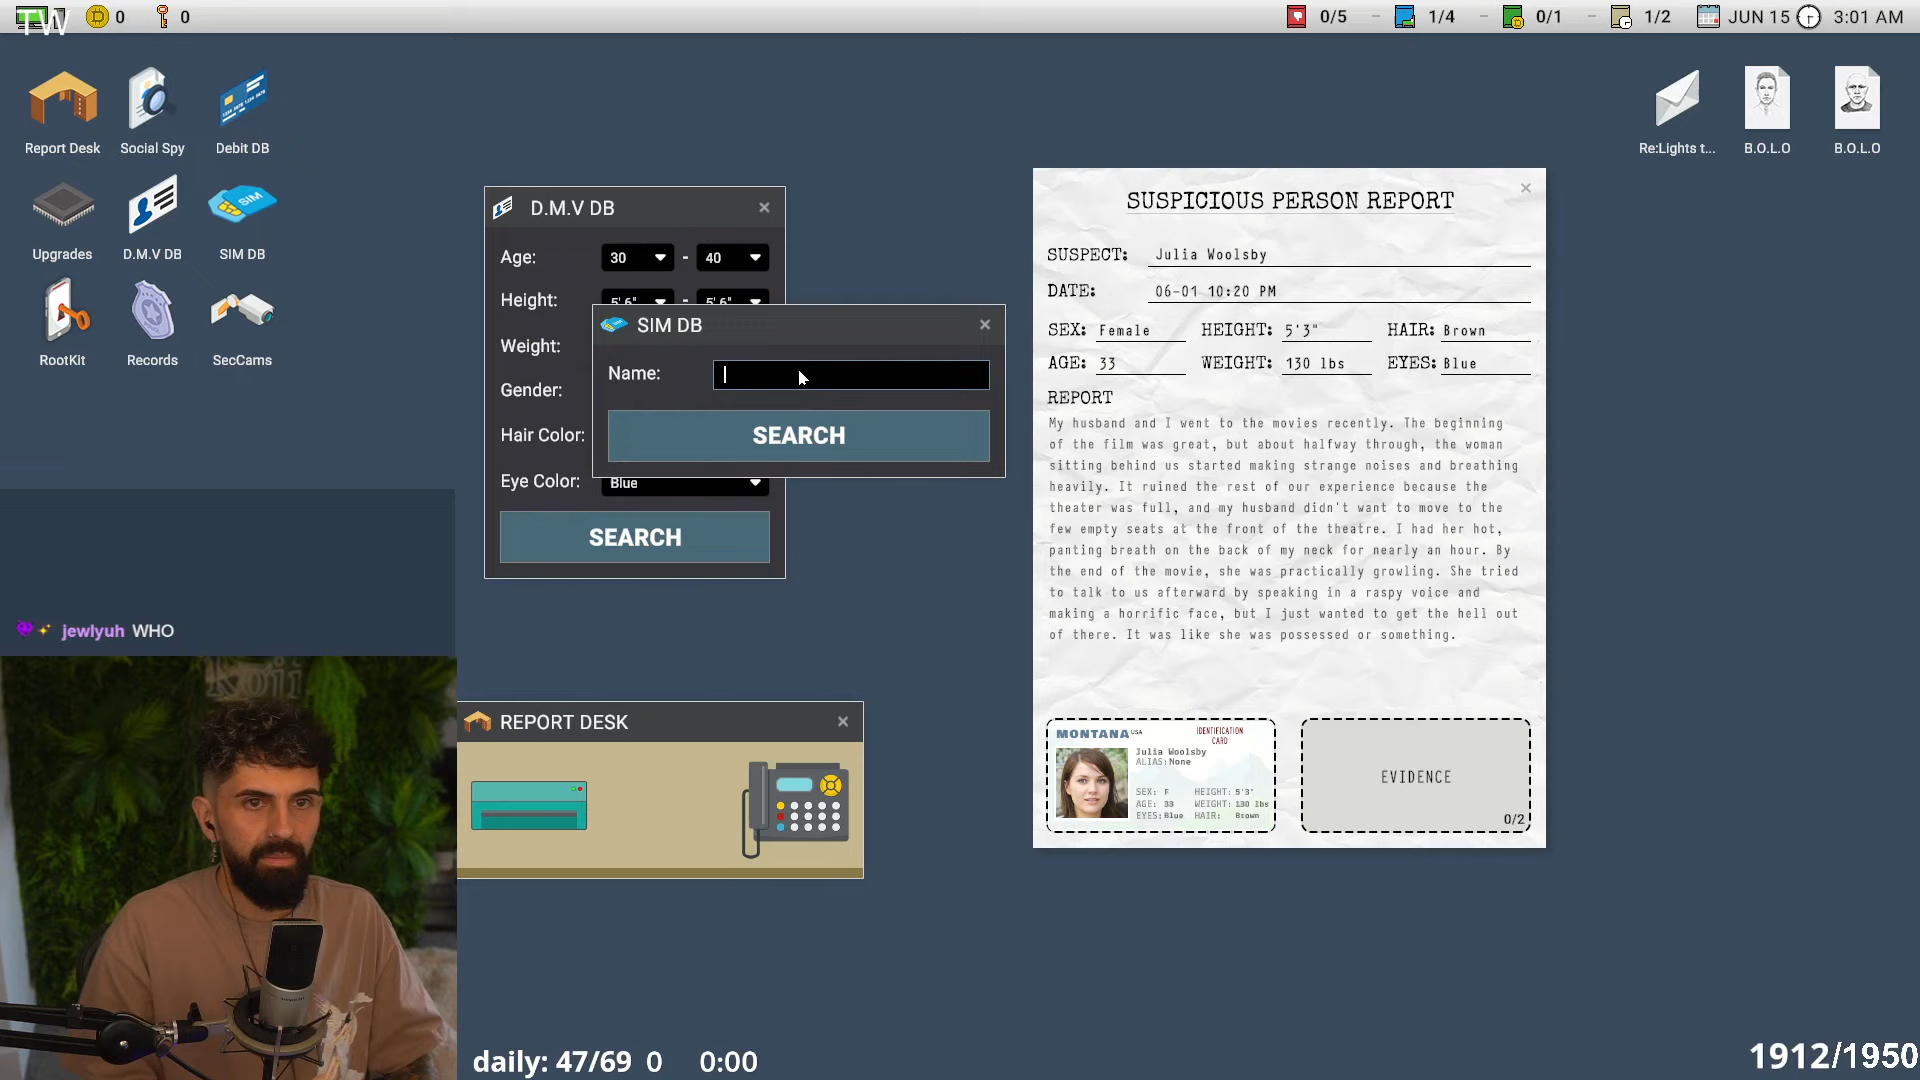 TW
0
0
0/5
1/4
0/1
1/2
JUN 15
3:01 AM
Report Desk
Social Spy
Debit DB
Upgrades
D.M.V DB
SIM DB
SIM
RootKit
Records
SecCams
Re:Lights t...
B.O.L.O
B.O.L.O
D.M.V DB
Age:
30
-
40
Height:
5' 6"
-
5' 6"
Weight:
Gender:
Hair Color:
Eye Color:
Blue
SEARCH
SIM DB
Name:
SEARCH
SUSPICIOUS PERSON REPORT
SUSPECT: Julia Woolsby
DATE: 06-01 10:20 PM
SEX: Female HEIGHT: 5'3" HAIR: Brown
AGE: 33 WEIGHT: 130 lbs EYES: Blue
REPORT
My husband and I went to the movies recently. The beginning
of the film was great, but about halfway through, the woman
sitting behind us started making strange noises and breathing
heavily. It ruined the rest of our experience because the
theater was full, and my husband didn't want to move to the
few empty seats at the front of the theatre. I had her hot,
panting breath on the back of my neck for nearly an hour. By
the end of the movie, she was practically growling. She tried
to talk to us afterward by speaking in a raspy voice and
making a horrific face, but I just wanted to get the hell out
of there. It was like she was possessed or something.
MONTANA USA
IDENTIFICATION
CARD
Julia Woolsby
ALIAS: None
SEX: F HEIGHT: 5'3"
AGE: 33 WEIGHT: 130 lbs
EYES: Blue HAIR: Brown
EVIDENCE
0/2
jewlyuh WHO
Koji
REPORT DESK
daily: 47/69 0 0:00
1912/1950